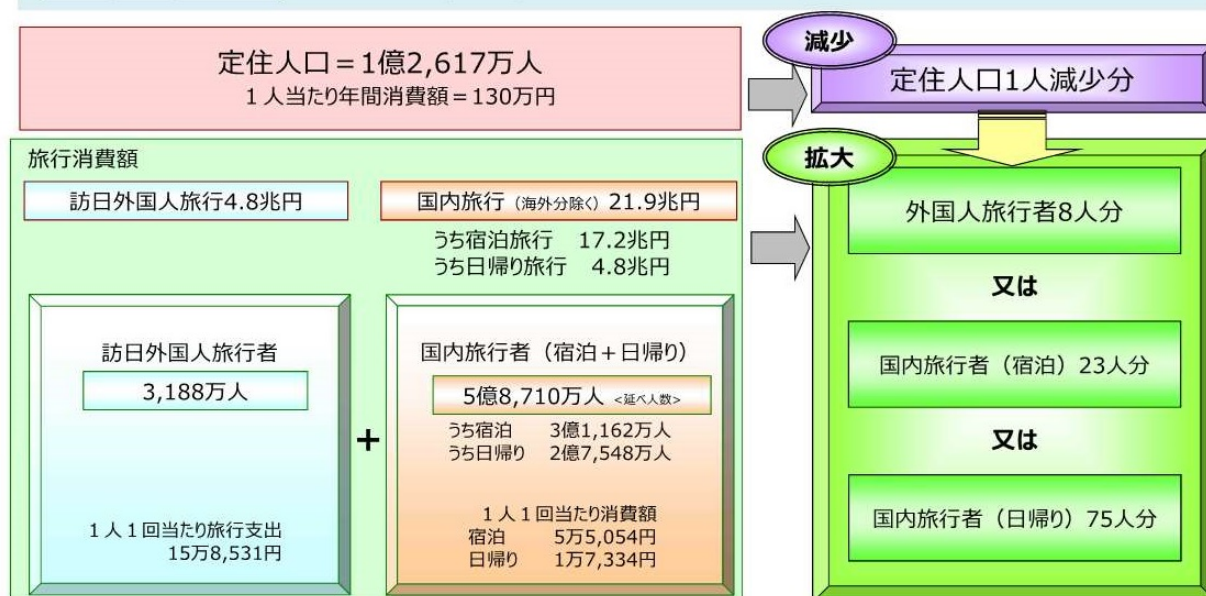 定住人口＝1億2,617万人
1人当たり年間消費額＝130万円
減少
定住人口1人減少分
旅行消費額
訪日外国人旅行4.8兆円
国内旅行（海外分除く）21.9兆円
うち宿泊旅行　17.2兆円
うち日帰り旅行　4.8兆円
訪日外国人旅行者
3,188万人
1人1回当たり旅行支出
15万8,531円
+
国内旅行者（宿泊＋日帰り）
5億8,710万人 <延べ人数>
うち宿泊　3億1,162万人
うち日帰り　2億7,548万人
1人1回当たり消費額
宿泊　5万5,054円
日帰り　1万7,334円
拡大
外国人旅行者8人分
又は
国内旅行者（宿泊）23人分
又は
国内旅行者（日帰り）75人分